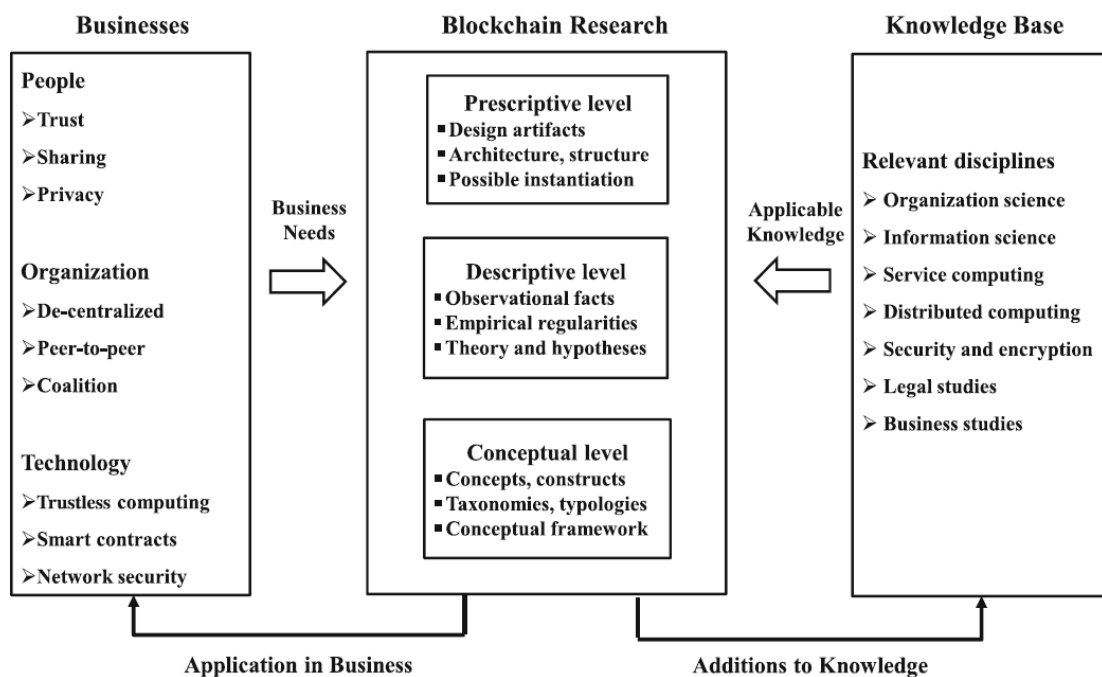 Businesses
People
➢Trust
➢Sharing
➢Privacy
Organization
➢De-centralized
➢Peer-to-peer
➢Coalition
Technology
➢Trustless computing
➢Smart contracts
➢Network security
Business
Needs
Blockchain Research
Prescriptive level
▪Design artifacts
▪Architecture, structure
▪Possible instantiation
Descriptive level
▪Observational facts
▪Empirical regularities
▪Theory and hypotheses
Conceptual level
▪Concepts, constructs
▪Taxonomies, typologies
▪Conceptual framework
Applicable
Knowledge
Knowledge Base
Relevant disciplines
➢ Organization science
➢ Information science
➢ Service computing
➢ Distributed computing
➢ Security and encryption
➢ Legal studies
➢ Business studies
Application in Business
Additions to Knowledge